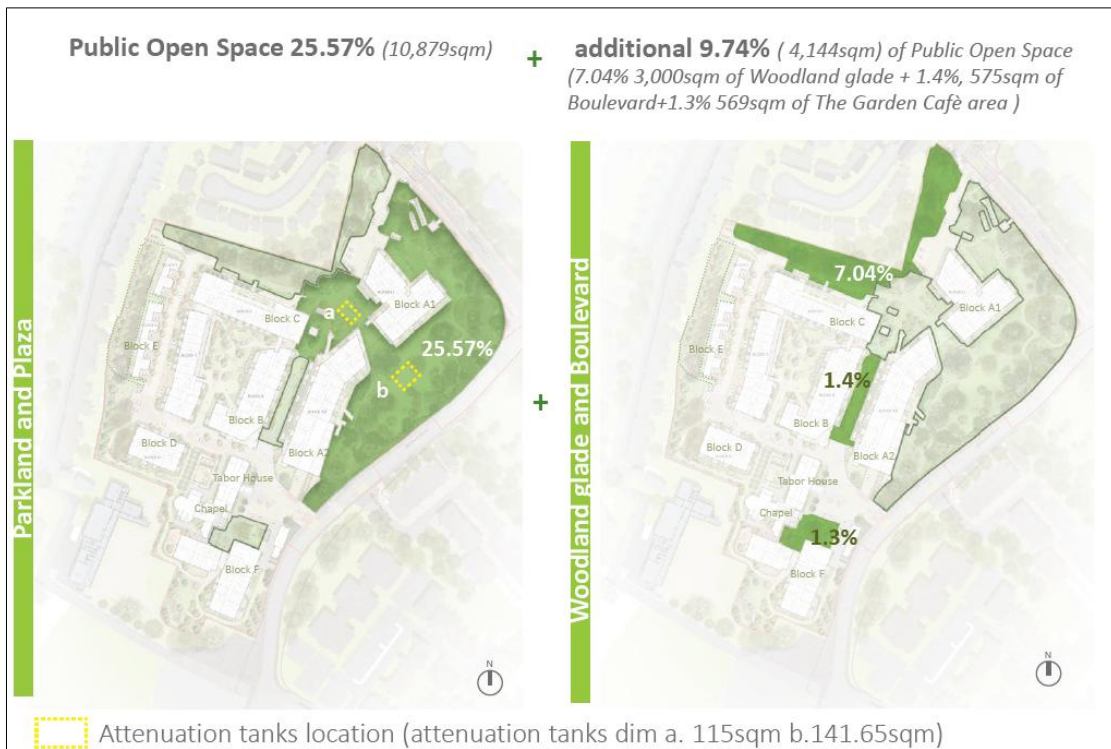 Public Open Space 25.57% (10,879sqm)
+
additional 9.74% ( 4,144sqm) of Public Open Space
(7.04% 3,000sqm of Woodland glade + 1.4%, 575sqm of
Boulevard+1.3% 569sqm of The Garden Cafè area )
Parkland and Plaza
Block A1
a
Block C
25.57%
Block E
b
Block B
Block D
Block A2
Tabor House
Chapel
Block F
N
+
Woodland glade and Boulevard
7.04%
Block A1
Block C
Block E
1.4%
Block B
Block D
Block A2
Tabor House
Chapel
1.3%
Block F
N
Attenuation tanks location (attenuation tanks dim a. 115sqm b.141.65sqm)